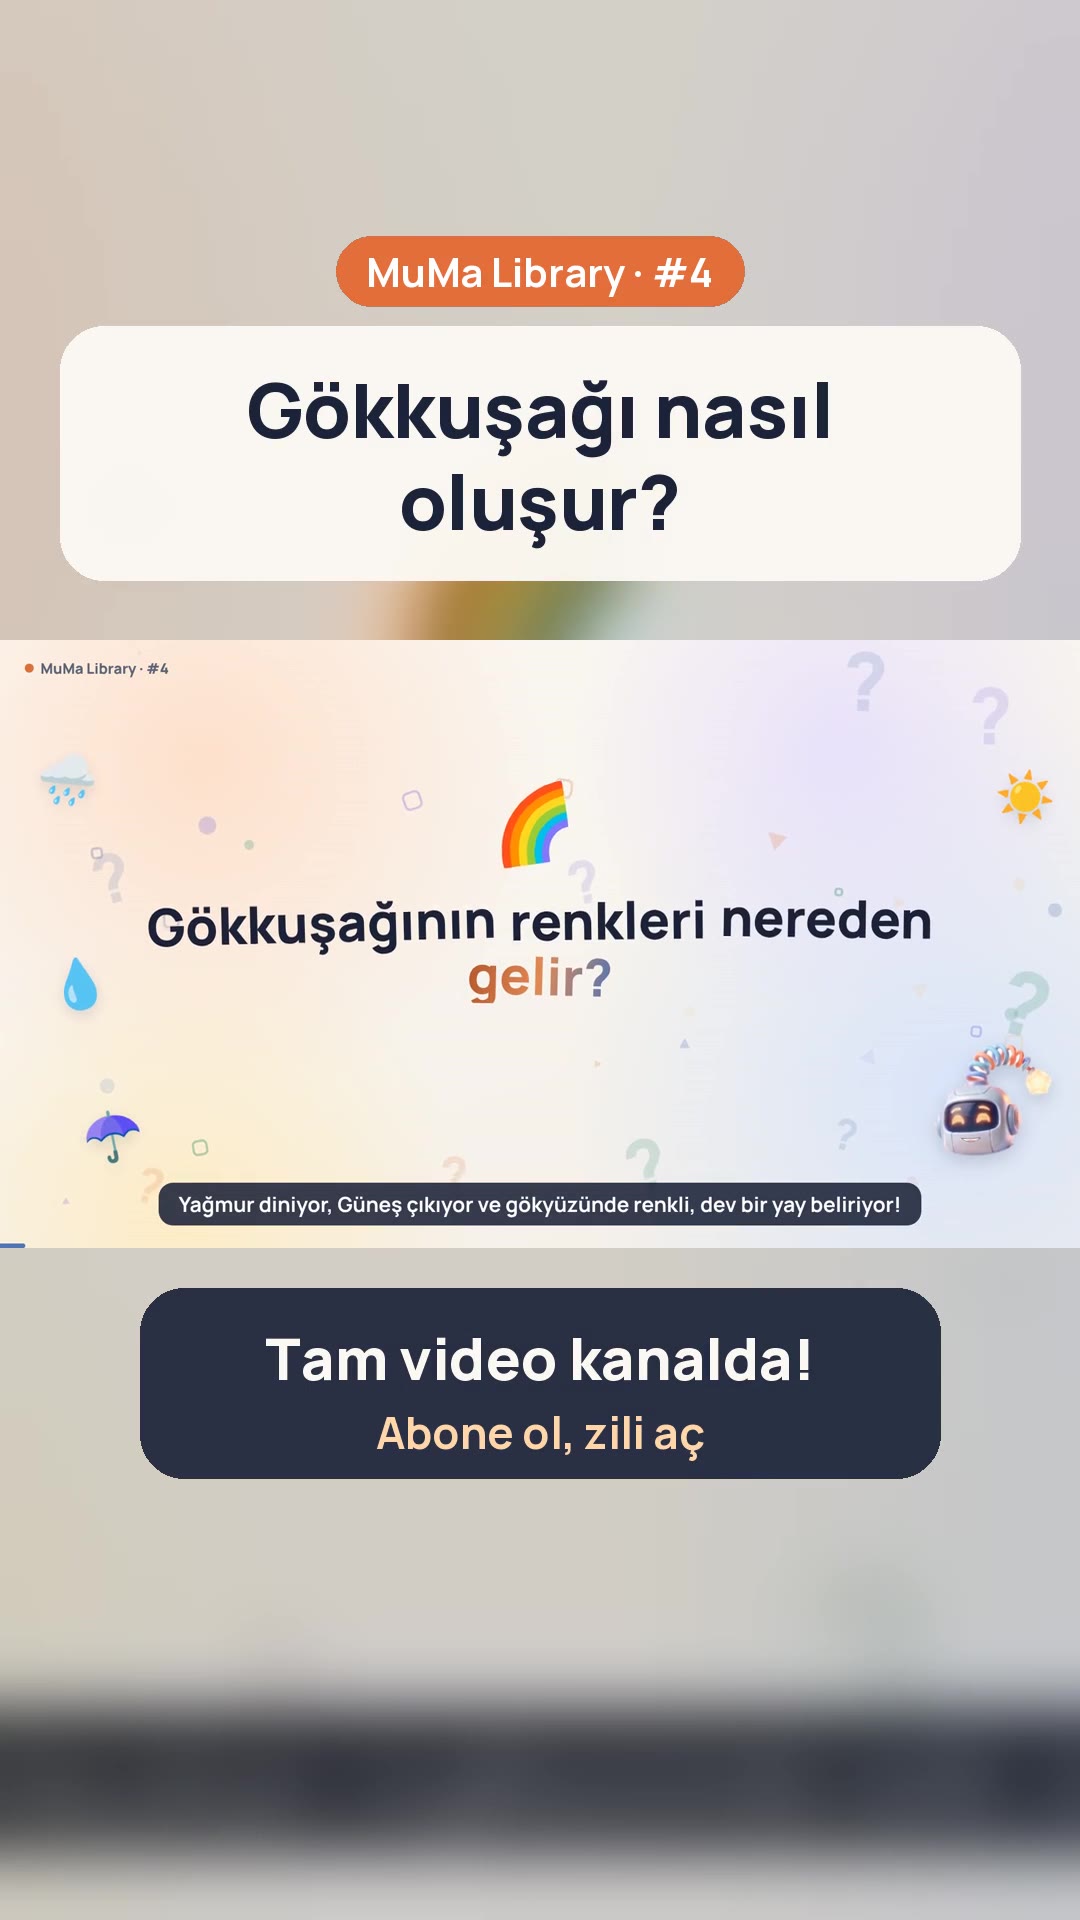 MuMa Library · #4
Gökkuşağı nasıl
oluşur?
MuMa Library · #4
Gökkuşağının renkleri nereden
gelir?
Yağmur diniyor, Güneş çıkıyor ve gökyüzünde renkli, dev bir yay beliriyor!
Tam video kanalda!
Abone ol, zili aç